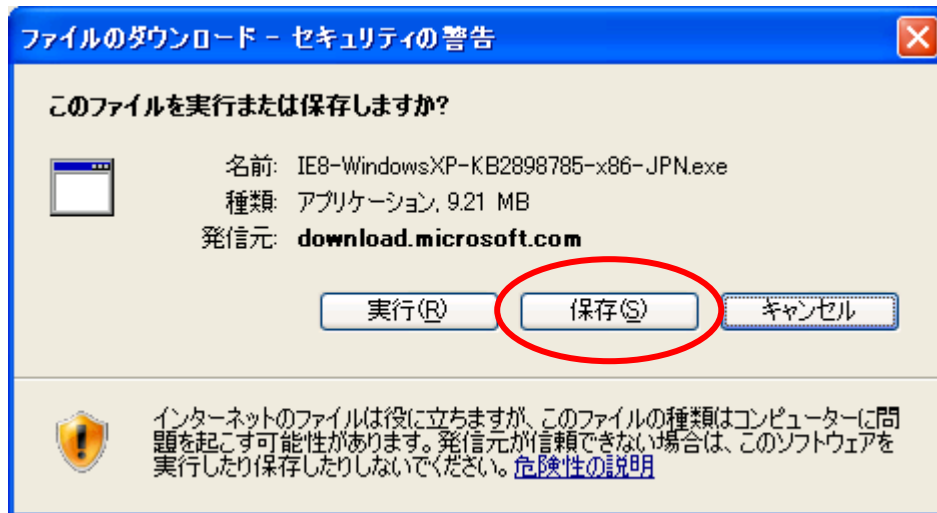 ファイルのダウンロード - セキュリティの警告
このファイルを実行または保存しますか?
名前: IE8-WindowsXP-KB2898785-x86-JPN.exe
種類: アプリケーション, 9.21 MB
発信元: download.microsoft.com
実行(R) 保存(S) キャンセル
インターネットのファイルは役に立ちますが、このファイルの種類はコンピューターに問
題を起こす可能性があります。発信元が信頼できない場合は、このソフトウェアを
実行したり保存したりしないでください。危険性の説明